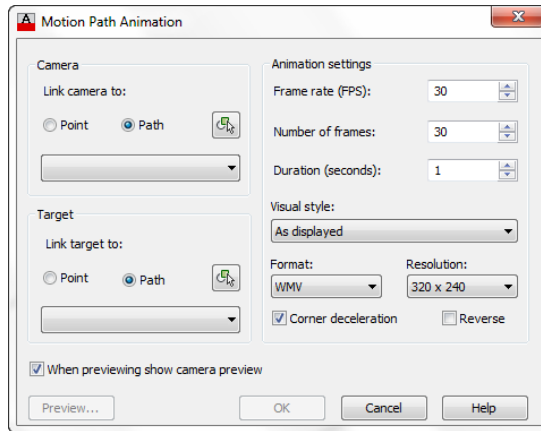 Motion Path Animation
Camera
Link camera to:
Point
Path
Target
Link target to:
Point
Path
Animation settings
Frame rate (FPS):
30
Number of frames:
30
Duration (seconds):
1
Visual style:
As displayed
Format:
Resolution:
WMV
320 x 240
Corner deceleration
Reverse
When previewing show camera preview
Preview...
OK
Cancel
Help